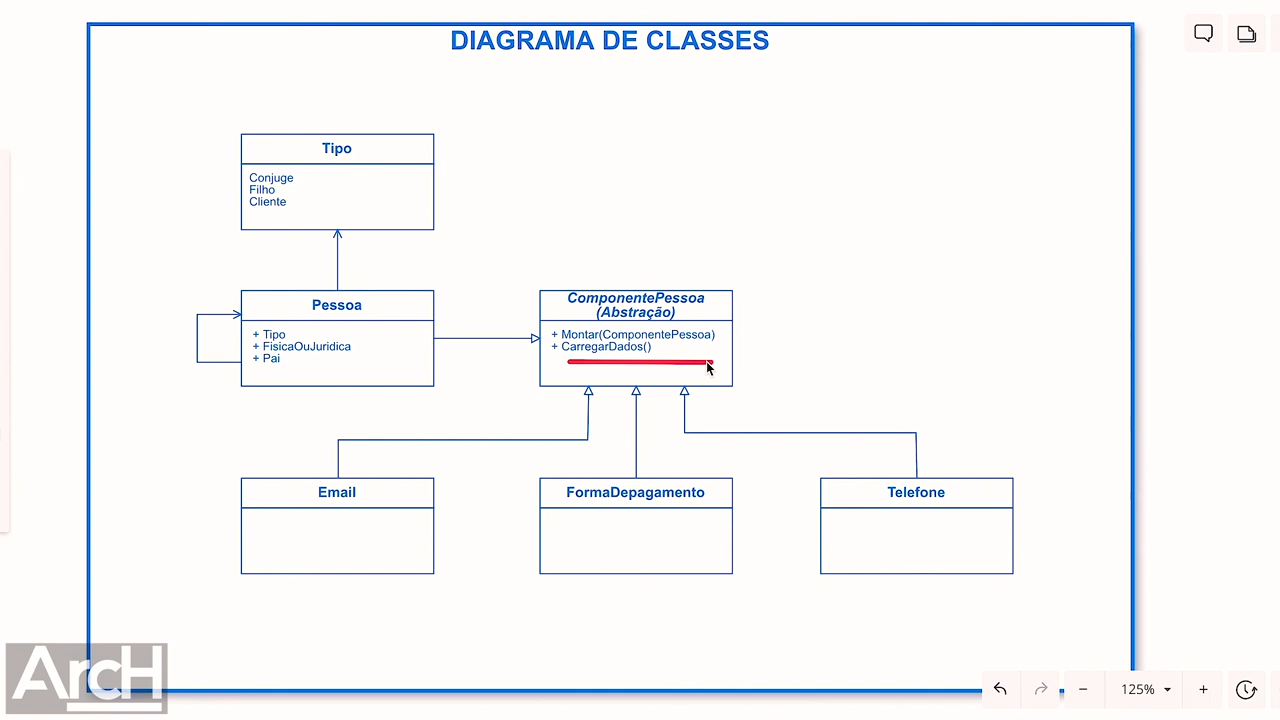 DIAGRAMA DE CLASSES
Tipo
Conjuge
Filho
Cliente
Pessoa
+ Tipo
+ FisicaOuJuridica
+ Pai
ComponentePessoa
(Abstração)
+ Montar(ComponentePessoa)
+ CarregarDados()
Email
FormaDepagamento
Telefone
ArcH
125%